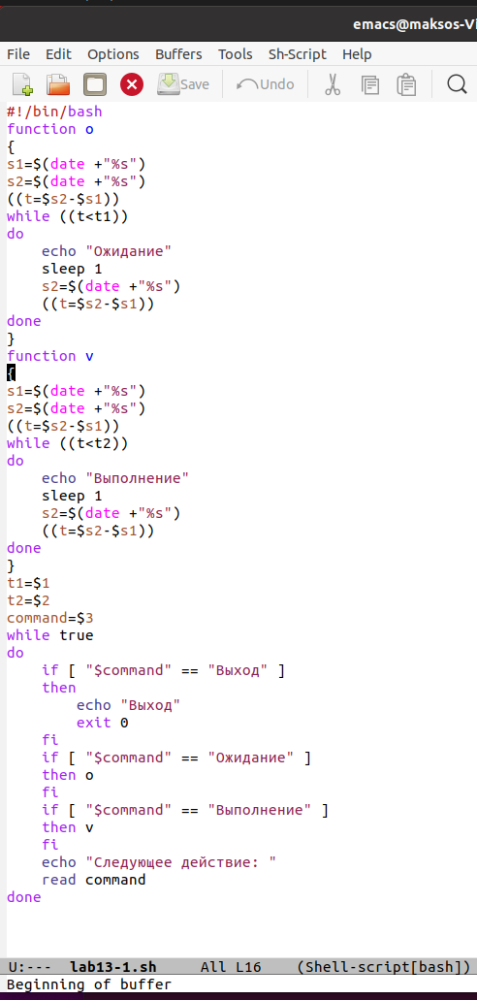 emacs@maksos-Vi
File Edit Options Buffers Tools Sh-Script Help
Save Undo
#!/bin/bash
function o
{
s1=$(date +"%s")
s2=$(date +"%s")
((t=$s2-$s1))
while ((t<t1))
do
    echo "Ожидание"
    sleep 1
    s2=$(date +"%s")
    ((t=$s2-$s1))
done
}
function v
{
s1=$(date +"%s")
s2=$(date +"%s")
((t=$s2-$s1))
while ((t<t2))
do
    echo "Выполнение"
    sleep 1
    s2=$(date +"%s")
    ((t=$s2-$s1))
done
}
t1=$1
t2=$2
command=$3
while true
do
    if [ "$command" == "Выход" ]
    then
        echo "Выход"
        exit 0
    fi
    if [ "$command" == "Ожидание" ]
    then o
    fi
    if [ "$command" == "Выполнение" ]
    then v
    fi
    echo "Следующее действие: "
    read command
done
U:--- lab13-1.sh All L16 (Shell-script[bash])
Beginning of buffer